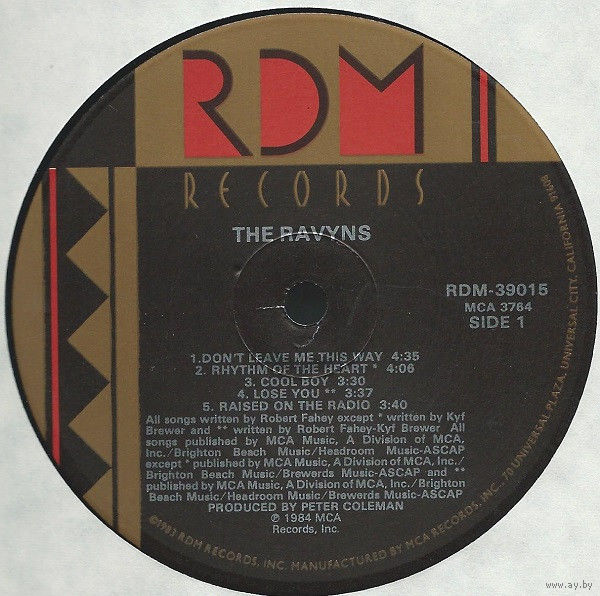 RDM
RECORDS
THE RAVYNS
RDM-39015
MCA 3764
SIDE 1
1.DON'T LEAVE ME THIS WAY 4:35
2. RHYTHM OF THE HEART * 4:06
3. COOL BOY 3:30
4. LOSE YOU ** 3:37
5. RAISED ON THE RADIO 3:40
All songs written by Robert Fahey except * written by Kyf
Brewer and ** written by Robert Fahey-Kyf Brewer All
songs published by MCA Music, A Division of MCA,
Inc./Brighton Beach Music/Headroom Music-ASCAP
except * published by MCA Music, A Division of MCA, Inc./
Brighton Beach Music/Brewerds Music-ASCAP and **
published by MCA Music, A Division of MCA, Inc./Brighton
Beach Music/Headroom Music/Brewerds Music-ASCAP
PRODUCED BY PETER COLEMAN
℗ 1984 MCA
Records, Inc.
©1983 RDM RECORDS, INC. MANUFACTURED BY MCA RECORDS, INC., 70 UNIVERSAL PLAZA, UNIVERSAL CITY, CALIFORNIA 91608
www.ay.by